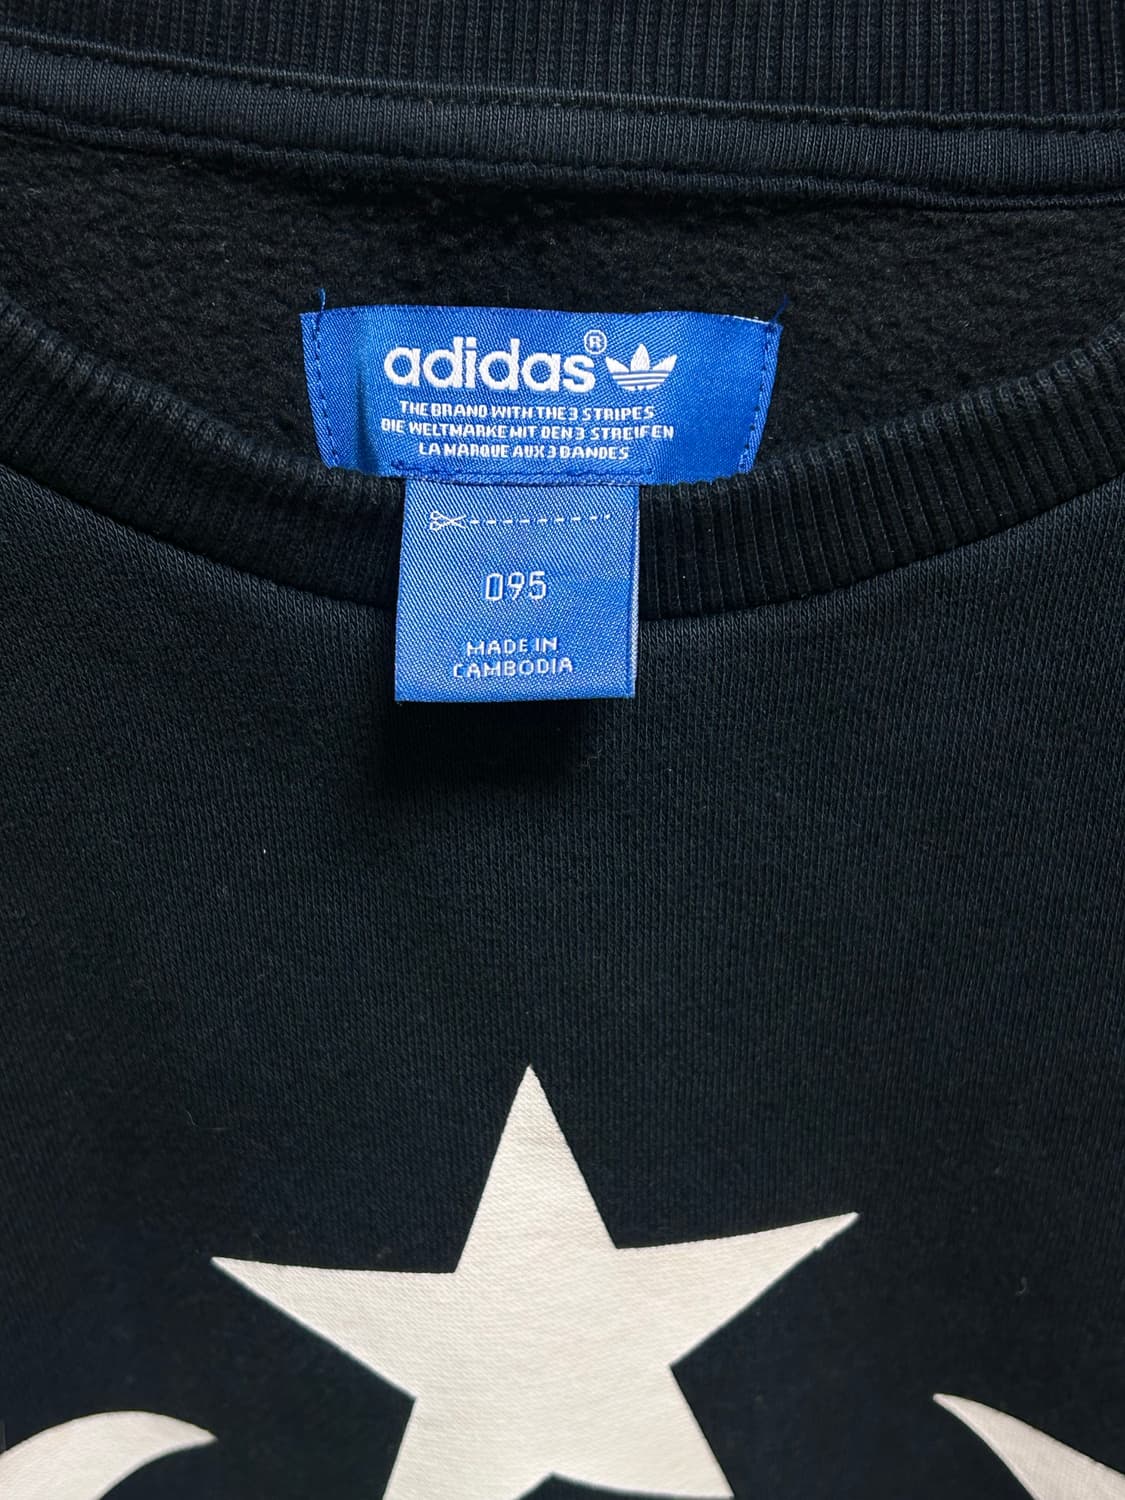 adidas®
THE BRAND WITH THE 3 STRIPES
DIE WELTMARKE MIT DEN 3 STREIFEN
LA MARQUE AUX 3 BANDES
095
MADE IN
CAMBODIA